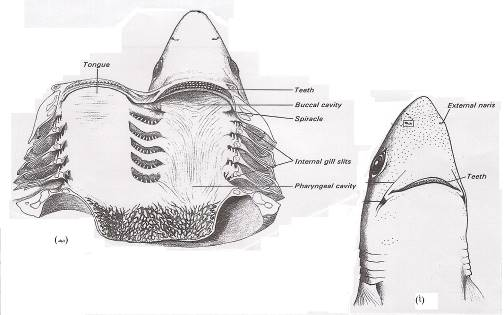 Tongue
Teeth
Buccal cavity
Spiracle
Internal gill slits
Pharyngeal cavity
(ب)
External naris
Teeth
(أ)